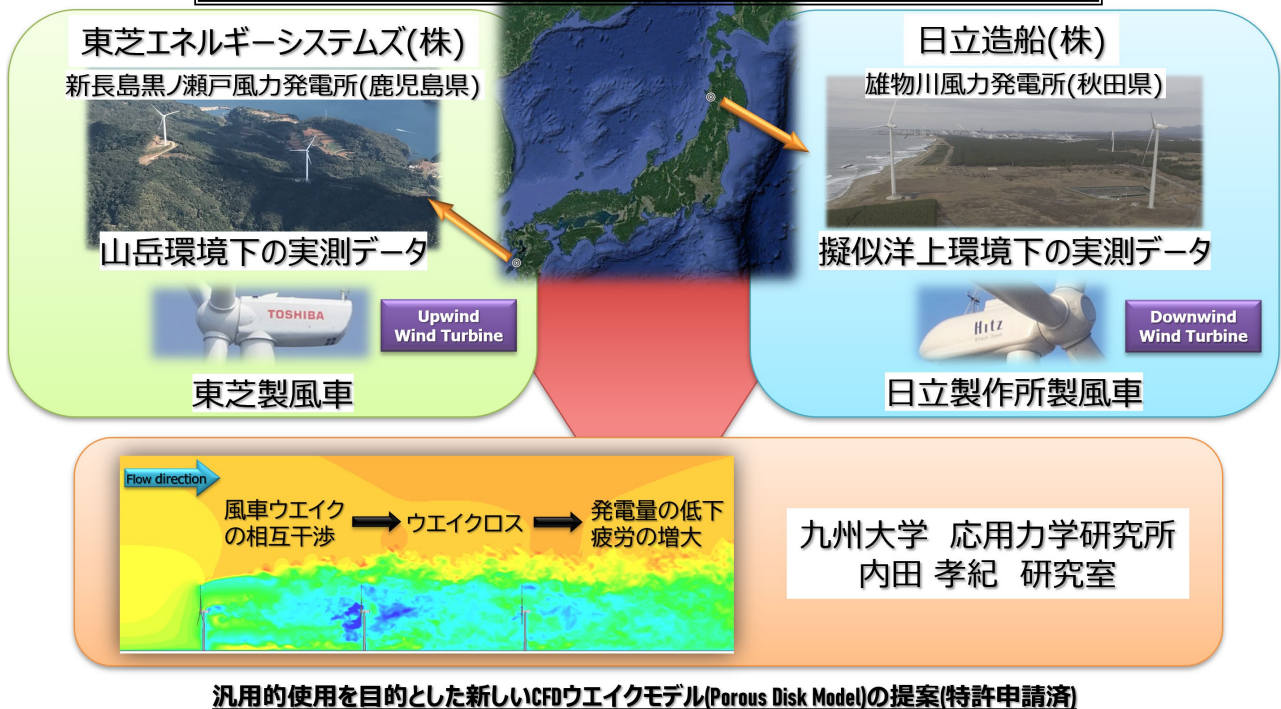 東芝エネルギーシステムズ(株)
新長島黒ノ瀬戸風力発電所(鹿児島県)
山岳環境下の実測データ
TOSHIBA
Upwind
Wind Turbine
東芝製風車
日立造船(株)
雄物川風力発電所(秋田県)
擬似洋上環境下の実測データ
Hitz
Downwind
Wind Turbine
日立製作所製風車
Flow direction
風車ウエイク
の相互干渉
ウエイクロス
発電量の低下
疲労の増大
九州大学 応用力学研究所
内田 孝紀 研究室
汎用的使用を目的とした新しいCFDウエイクモデル(Porous Disk Model)の提案(特許申請済)